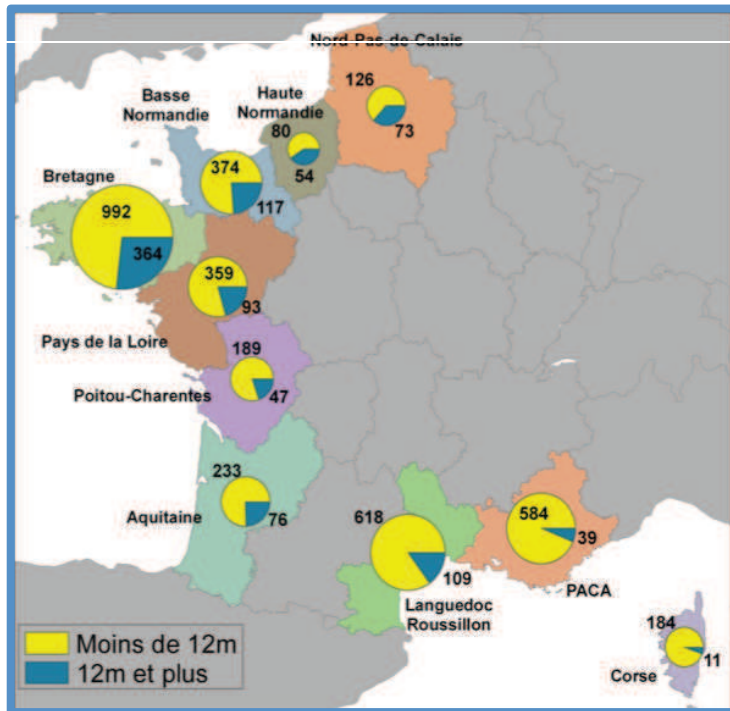 Nord-Pas-de-Calais
126
73
Haute
Normandie
80
54
Basse
Normandie
374
117
Bretagne
992
364
359
93
Pays de la Loire
189
47
Poitou-Charentes
233
76
Aquitaine
618
109
Languedoc
Roussillon
584
39
PACA
184
11
Corse
Moins de 12m
12m et plus